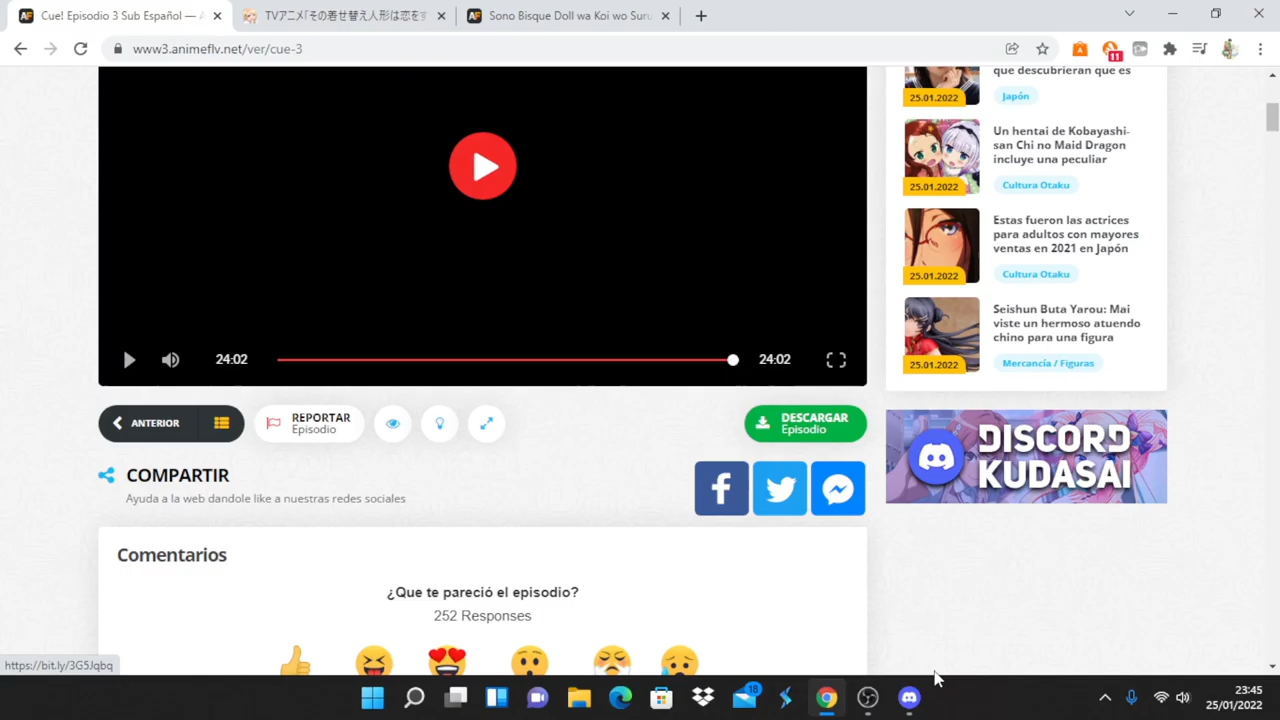 Cue! Episodio 3 Sub Español — A
TVアニメ「その着せ替え人形は恋をす
Sono Bisque Doll wa Koi wo Suru
www3.animeflv.net/ver/cue-3
11
que descubrieran que es
25.01.2022
Japón
Un hentai de Kobayashi-
san Chi no Maid Dragon
incluye una peculiar
25.01.2022
Cultura Otaku
Estas fueron las actrices
para adultos con mayores
ventas en 2021 en Japón
25.01.2022
Cultura Otaku
Seishun Buta Yarou: Mai
viste un hermoso atuendo
chino para una figura
25.01.2022
Mercancía / Figuras
24:02
24:02
ANTERIOR
REPORTAR
Episodio
DESCARGAR
Episodio
COMPARTIR
Ayuda a la web dandole like a nuestras redes sociales
DISCORD
KUDASAI
Comentarios
¿Que te pareció el episodio?
252 Responses
https://bit.ly/3G5Jqbq
18
23:45
25/01/2022